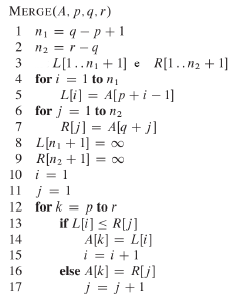 MERGE(A, p, q, r)
1 n₁ = q − p + 1
2 n₂ = r − q
3 L[1..n₁ + 1] e R[1..n₂ + 1]
4 for i = 1 to n₁
5 L[i] = A[p + i − 1]
6 for j = 1 to n₂
7 R[j] = A[q + j]
8 L[n₁ + 1] = ∞
9 R[n₂ + 1] = ∞
10 i = 1
11 j = 1
12 for k = p to r
13 if L[i] ≤ R[j]
14 A[k] = L[i]
15 i = i + 1
16 else A[k] = R[j]
17 j = j + 1